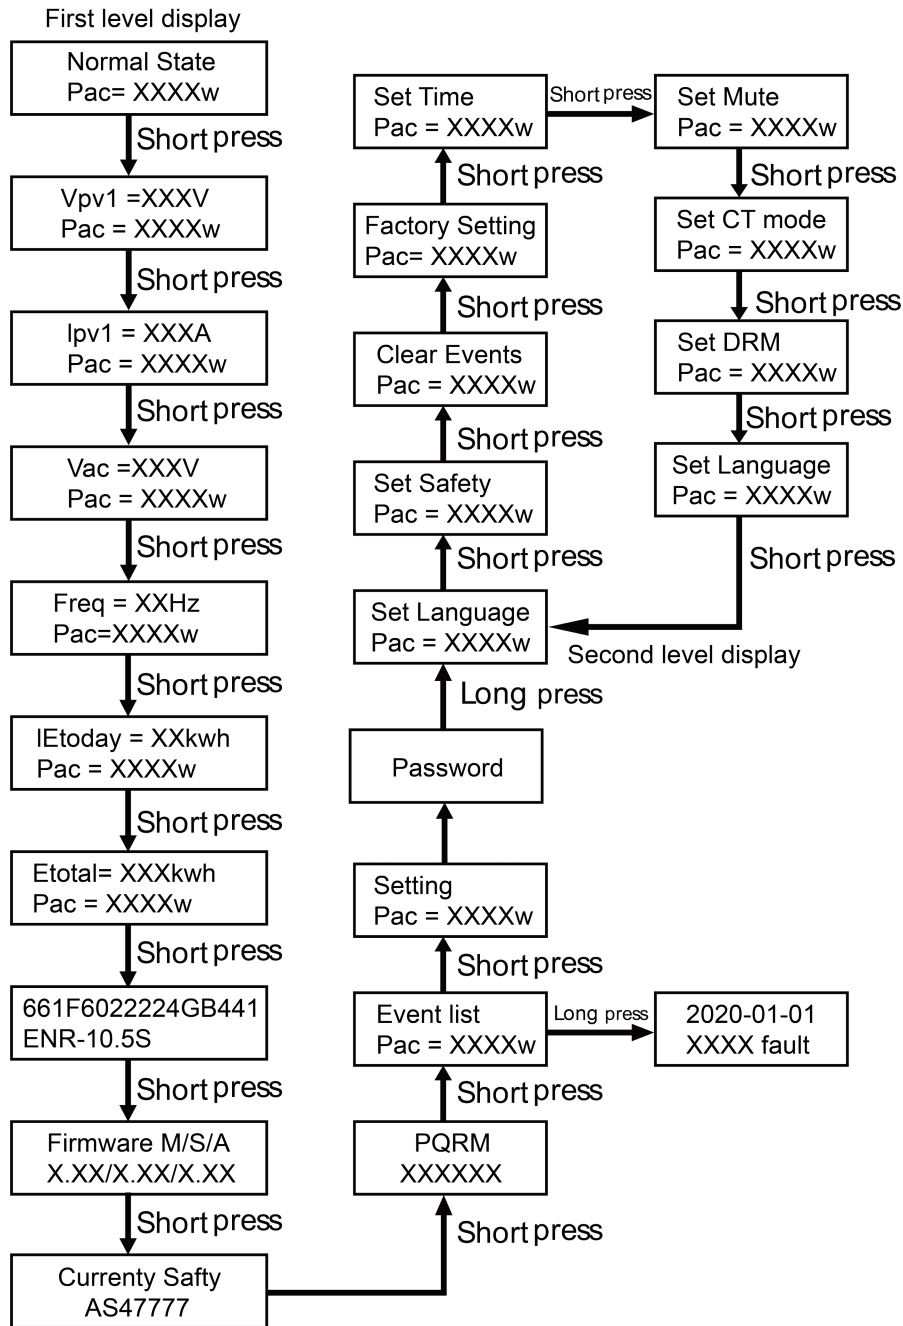 First level display
Normal State
Pac= XXXXw
Short press
Vpv1 =XXXV
Pac = XXXXw
Short press
Ipv1 = XXXA
Pac = XXXXw
Short press
Vac =XXXV
Pac = XXXXw
Short press
Freq = XXHz
Pac=XXXXw
Short press
IEtoday = XXkwh
Pac = XXXXw
Short press
Etotal= XXXkwh
Pac = XXXXw
Short press
661F6022224GB441
ENR-10.5S
Short press
Firmware M/S/A
X.XX/X.XX/X.XX
Short press
Currenty Safty
AS47777
Short press
PQRM
XXXXXX
Short press
Event list
Pac = XXXXw
Long press
2020-01-01
XXXX fault
Short press
Setting
Pac = XXXXw
Password
Long press
Set Language
Pac = XXXXw
Short press
Set Safety
Pac = XXXXw
Short press
Clear Events
Pac = XXXXw
Short press
Factory Setting
Pac= XXXXw
Short press
Set Time
Pac = XXXXw
Short press
Set Mute
Pac = XXXXw
Short press
Set CT mode
Pac = XXXXw
Short press
Set DRM
Pac = XXXXw
Short press
Set Language
Pac = XXXXw
Short press
Second level display